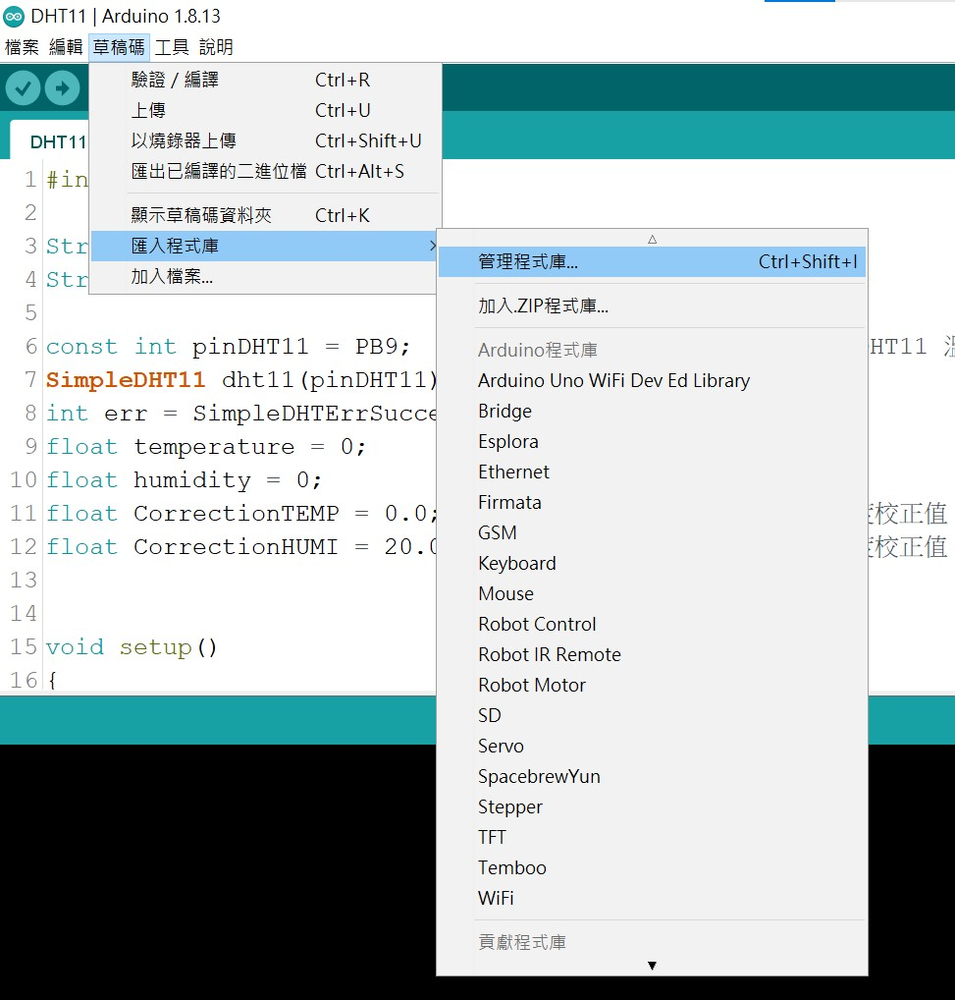 DHT11 | Arduino 1.8.13
檔案 編輯 草稿碼 工具 說明
驗證 / 編譯 Ctrl+R
上傳 Ctrl+U
以燒錄器上傳 Ctrl+Shift+U
匯出已編譯的二進位檔 Ctrl+Alt+S
顯示草稿碼資料夾 Ctrl+K
匯入程式庫
加入檔案...
管理程式庫... Ctrl+Shift+I
加入.ZIP程式庫...
Arduino程式庫
Arduino Uno WiFi Dev Ed Library
Bridge
Esplora
Ethernet
Firmata
GSM
Keyboard
Mouse
Robot Control
Robot IR Remote
Robot Motor
SD
Servo
SpacebrewYun
Stepper
TFT
Temboo
WiFi
貢獻程式庫
DHT11
1 #in
2
3 Str
4 Str
5
6 const int pinDHT11 = PB9; HT11
7 SimpleDHT11 dht11(pinDHT11)
8 int err = SimpleDHTErrSucce
9 float temperature = 0;
10 float humidity = 0;
11 float CorrectionTEMP = 0.0; 校正值
12 float CorrectionHUMI = 20.0 校正值
13
14
15 void setup()
16 {